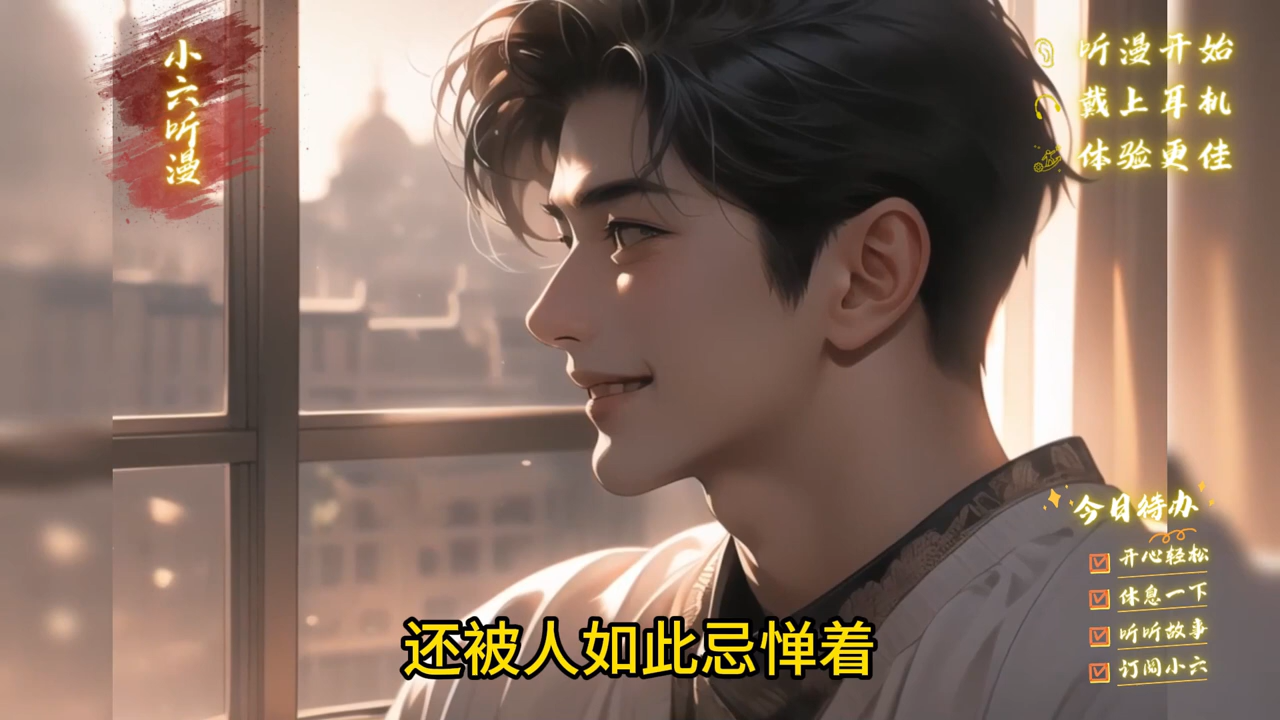 小六听漫
听漫开始
戴上耳机
体验更佳
今日待办
开心轻松
休息一下
听听故事
订阅小六
还被人如此忌惮着